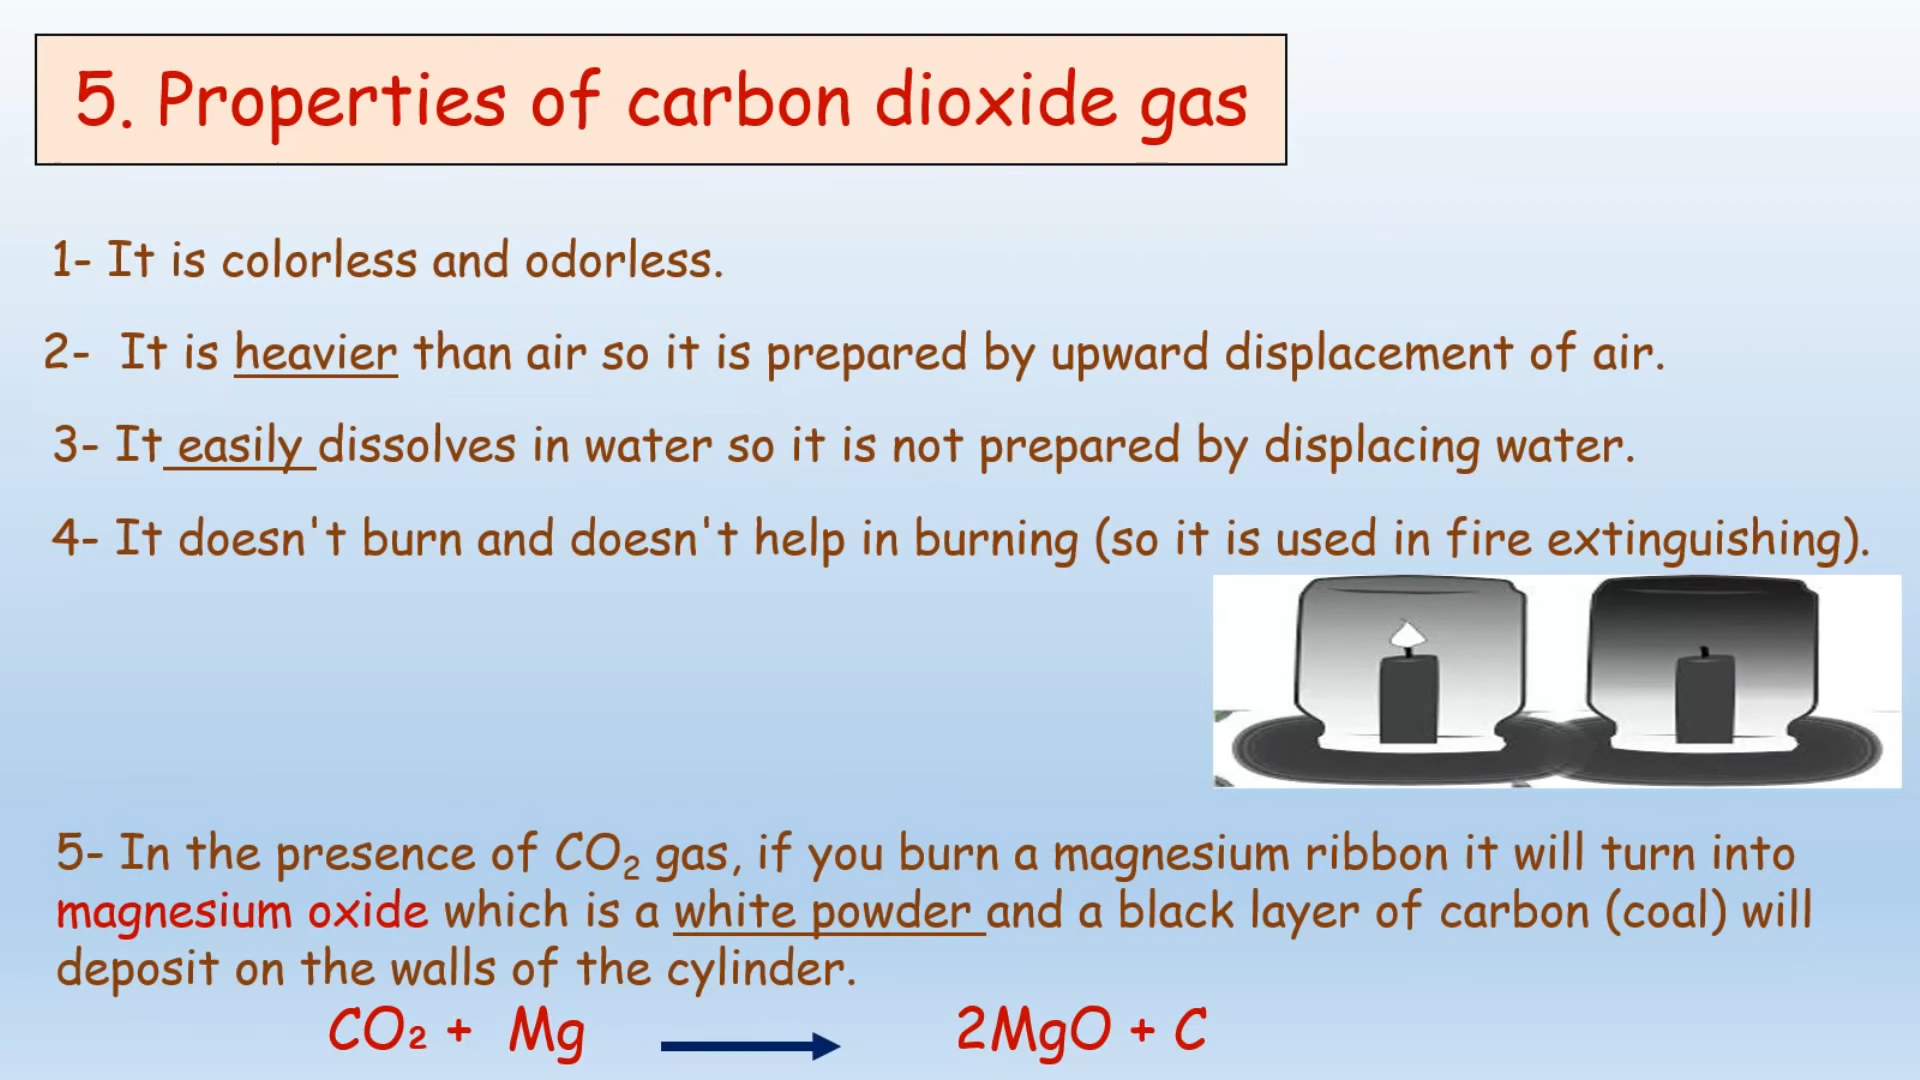 5. Properties of carbon dioxide gas
1- It is colorless and odorless.
2- It is heavier than air so it is prepared by upward displacement of air.
3- It easily dissolves in water so it is not prepared by displacing water.
4- It doesn't burn and doesn't help in burning (so it is used in fire extinguishing).
5- In the presence of CO₂ gas, if you burn a magnesium ribbon it will turn into
magnesium oxide which is a white powder and a black layer of carbon (coal) will
deposit on the walls of the cylinder.
CO₂ + Mg 2MgO + C